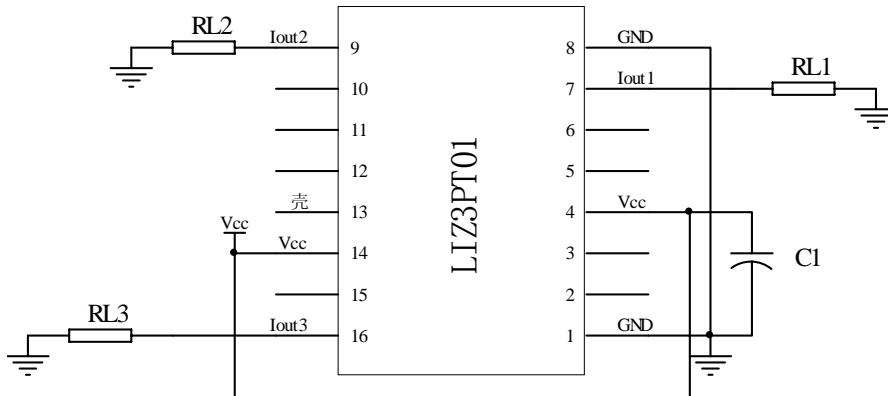 RL2
Iout2
9
8
GND
RL1
10
7
Iout1
11
6
12
5
壳
13
4
Vcc
Vcc
Vcc
14
3
C1
15
2
RL3
Iout3
16
1
GND
LIZ3PT01